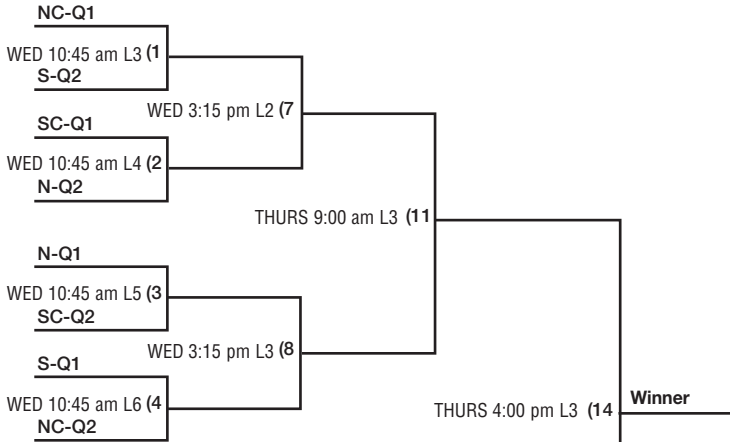 NC-Q1
WED 10:45 am L3 (1
S-Q2
WED 3:15 pm L2 (7
SC-Q1
WED 10:45 am L4 (2
N-Q2
THURS 9:00 am L3 (11
N-Q1
WED 10:45 am L5 (3
SC-Q2
WED 3:15 pm L3 (8
S-Q1
WED 10:45 am L6 (4
NC-Q2
THURS 4:00 pm L3 (14
Winner